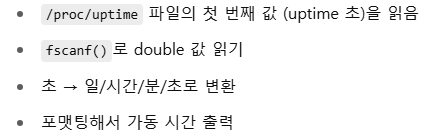 /proc/uptime 파일의 첫 번째 값 (uptime 초)을 읽음
fscanf()로 double 값 읽기
초 → 일/시간/분/초로 변환
포맷팅해서 가동 시간 출력